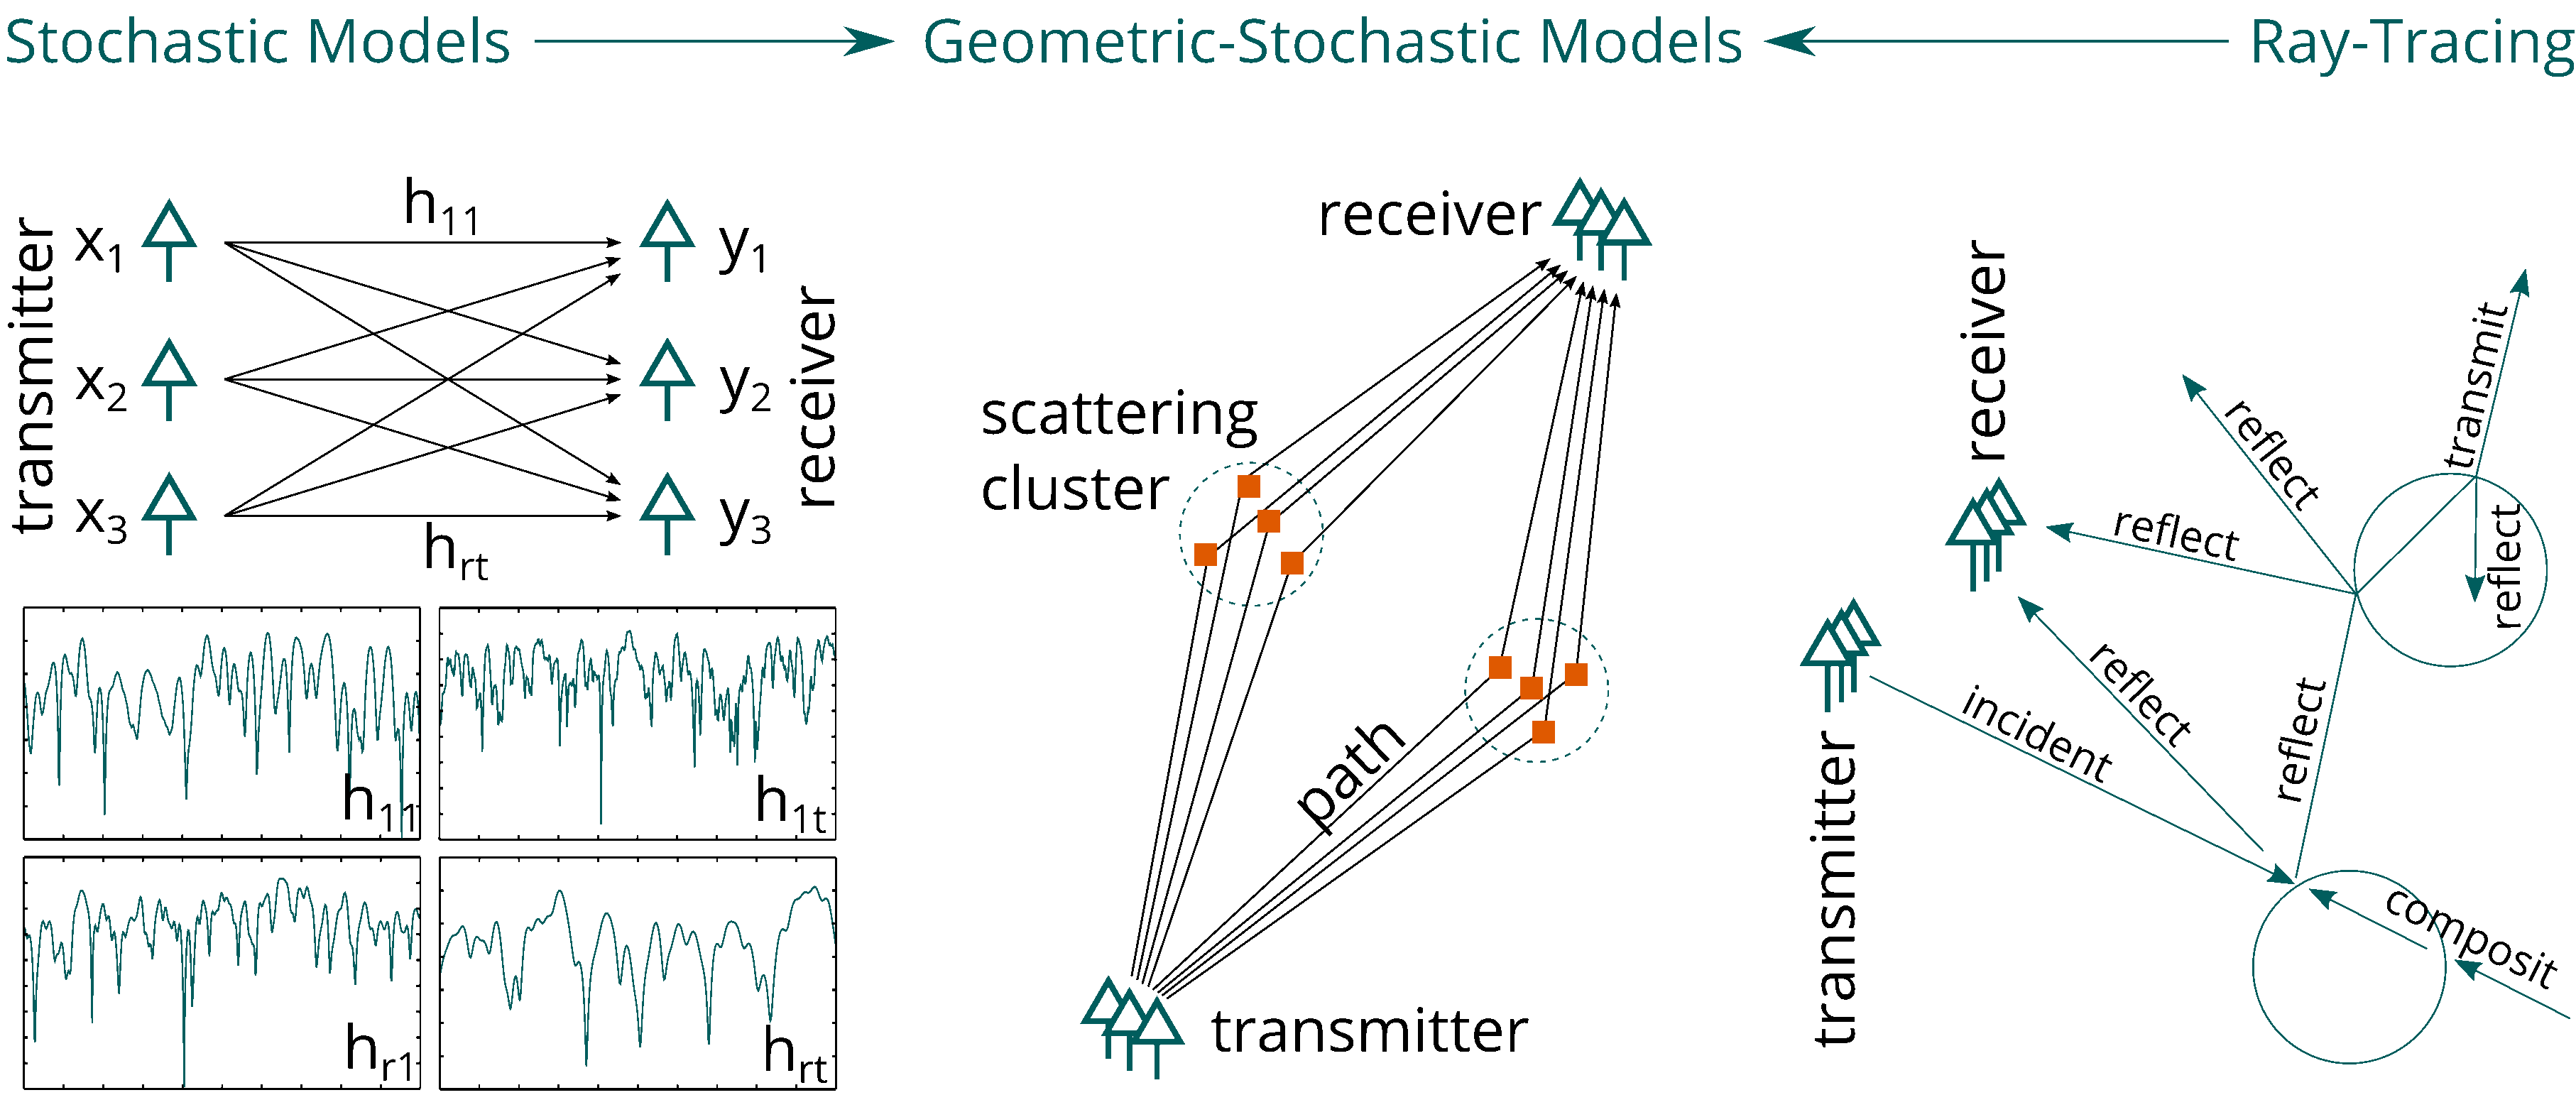 Stochastic Models
Geometric-Stochastic Models
Ray-Tracing
transmitter
x1
x2
x3
h11
hrt
y1
y2
y3
receiver
h11
h1t
hr1
hrt
receiver
scattering
cluster
path
transmitter
receiver
transmitter
incident
reflect
reflect
reflect
reflect
transmit
reflect
composit